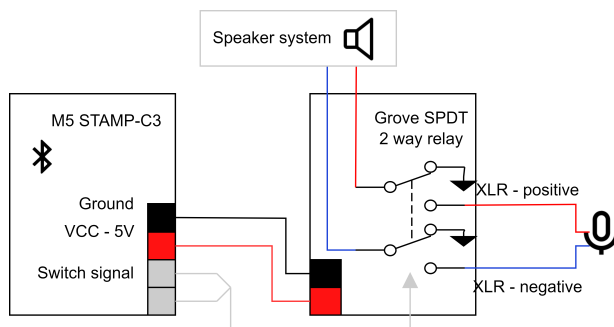 Speaker system
M5 STAMP-C3
Grove SPDT
2 way relay
XLR - positive
Ground
VCC - 5V
Switch signal
XLR - negative